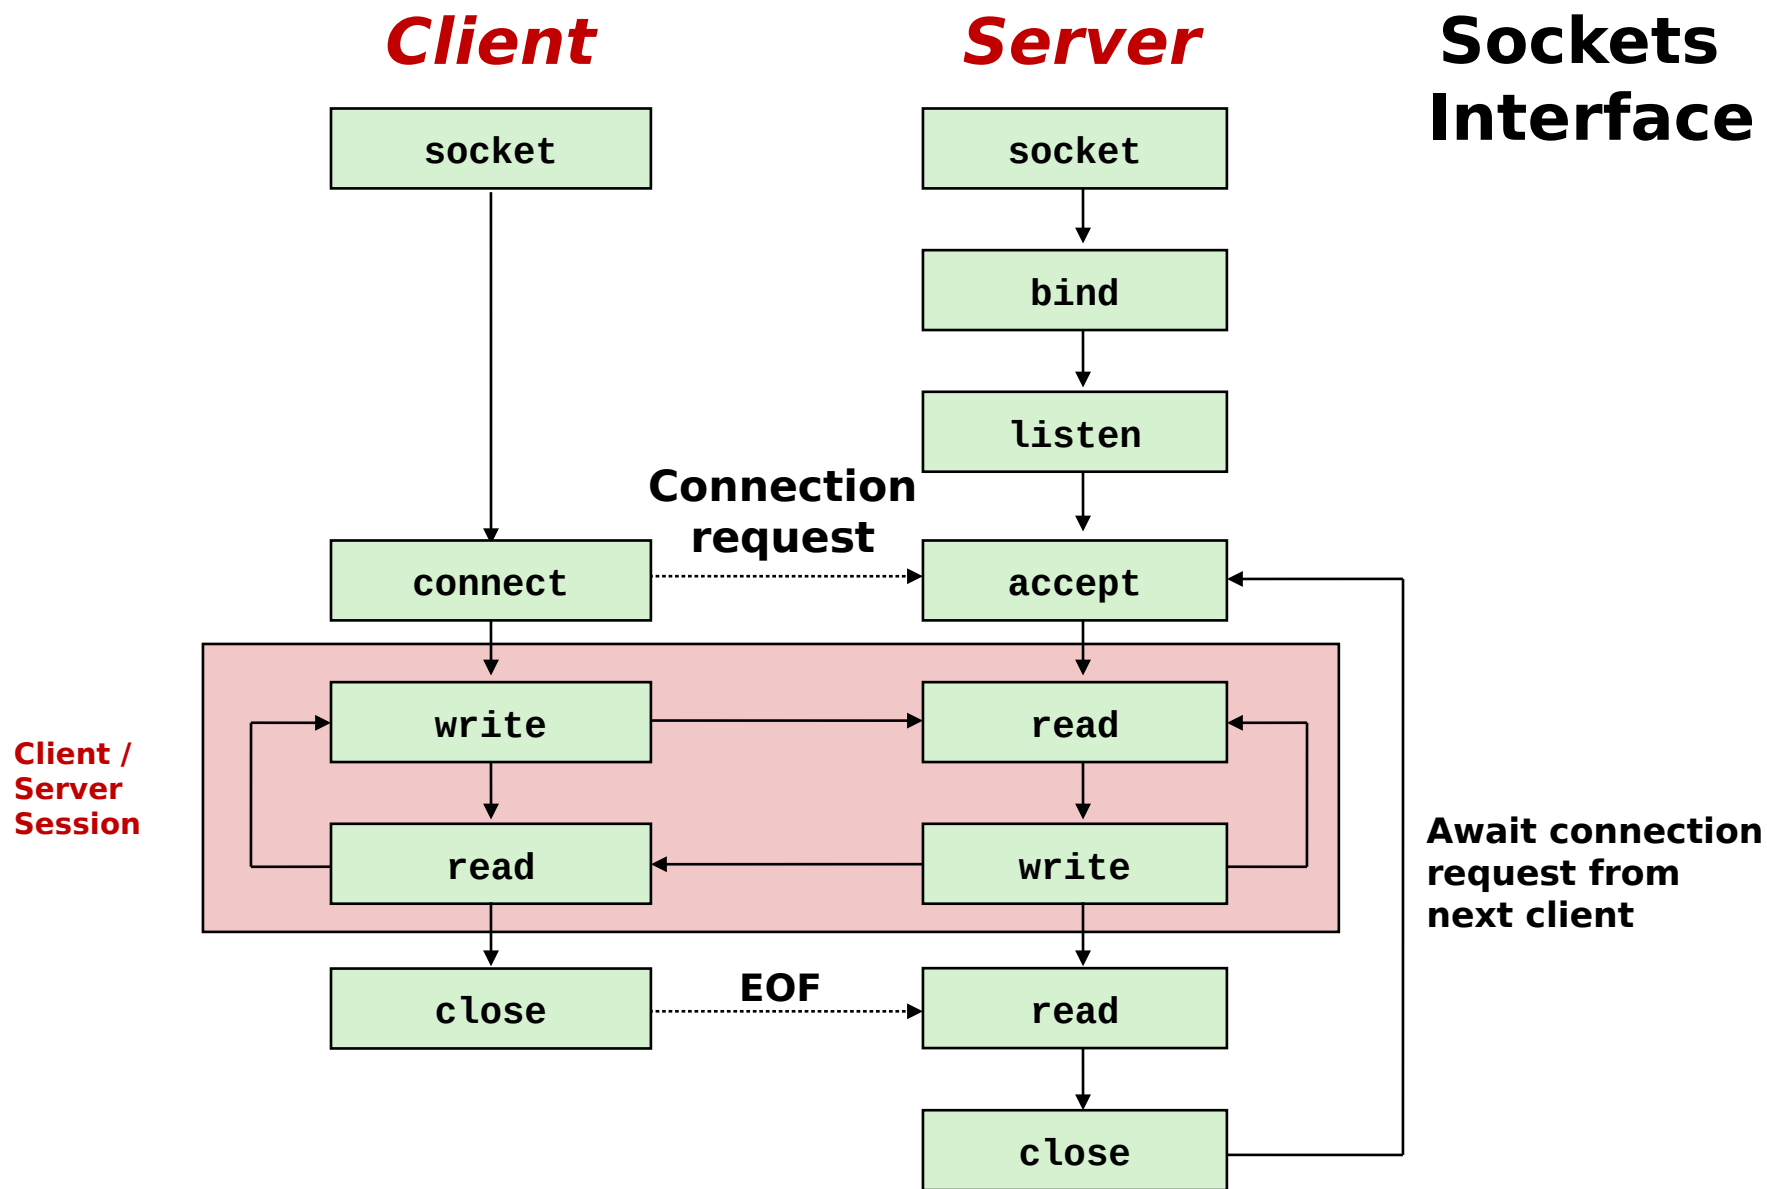 Client
Server
Sockets
Interface
socket
socket
bind
listen
Connection
request
connect
accept
write
read
Client /
Server
Session
read
write
Await connection
request from
next client
close
EOF
read
close